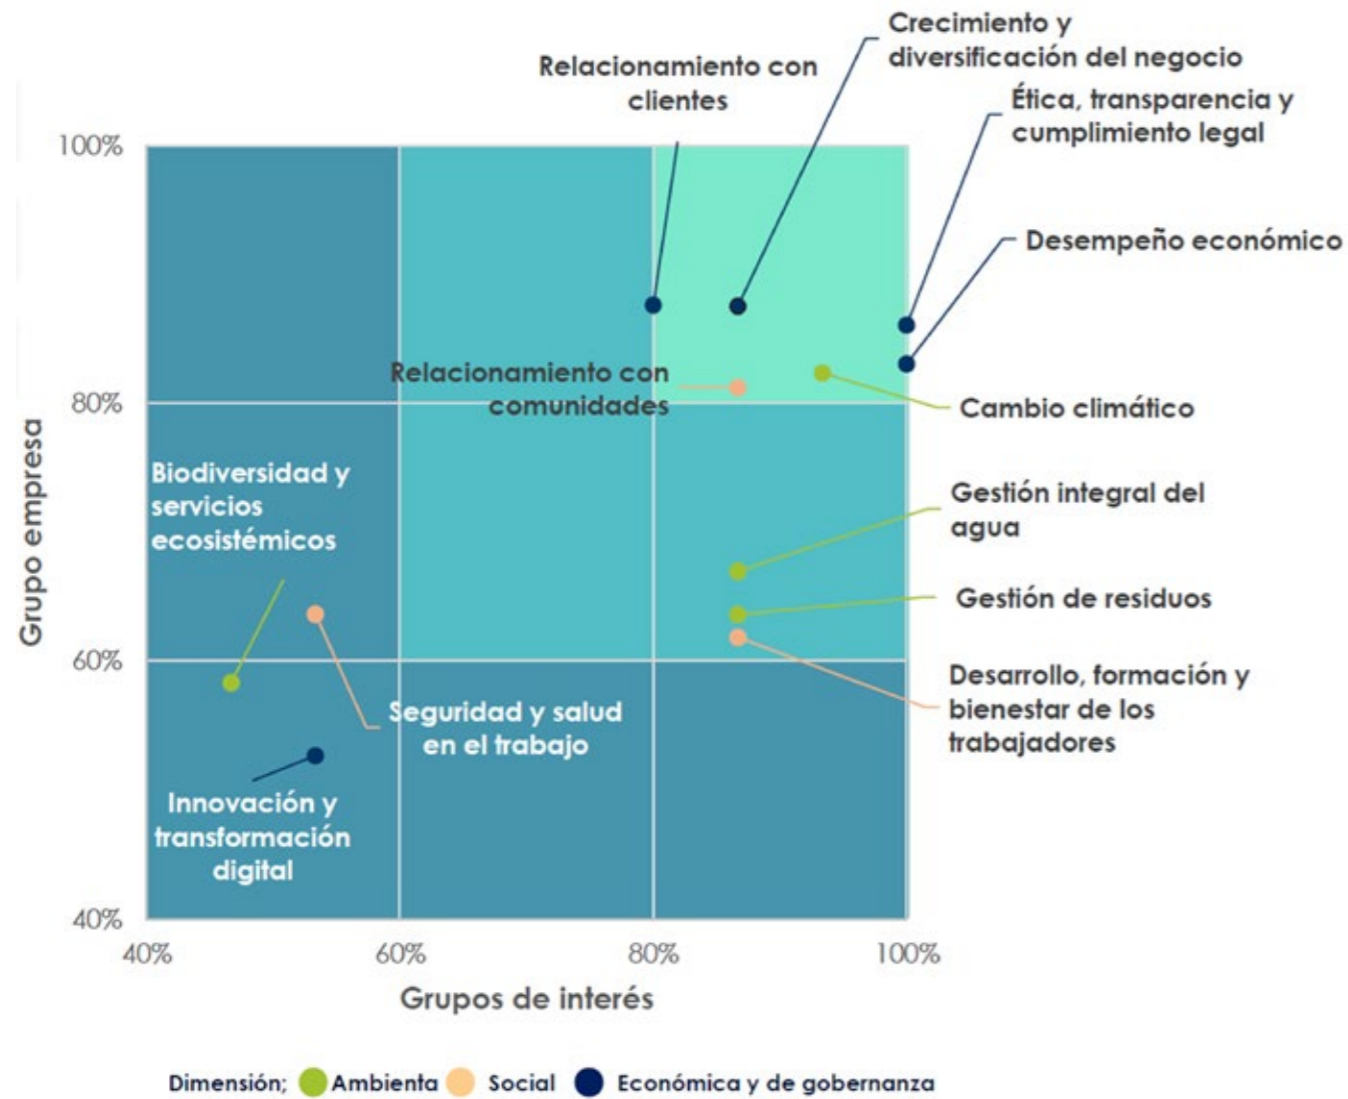 Crecimiento y
diversificación del negocio
Relacionamiento con
clientes
Ética, transparencia y
cumplimiento legal
100%
Desempeño económico
Relacionamiento con
comunidades
80%
Cambio climático
Grupo empresa
Biodiversidad y
servicios
ecosistémicos
Gestión integral del
agua
Gestión de residuos
60%
Desarrollo, formación y
bienestar de los
trabajadores
Seguridad y salud
en el trabajo
Innovación y
transformación
digital
40%
40%
60%
80%
100%
Grupos de interés
Dimensión; Ambienta Social Económica y de gobernanza